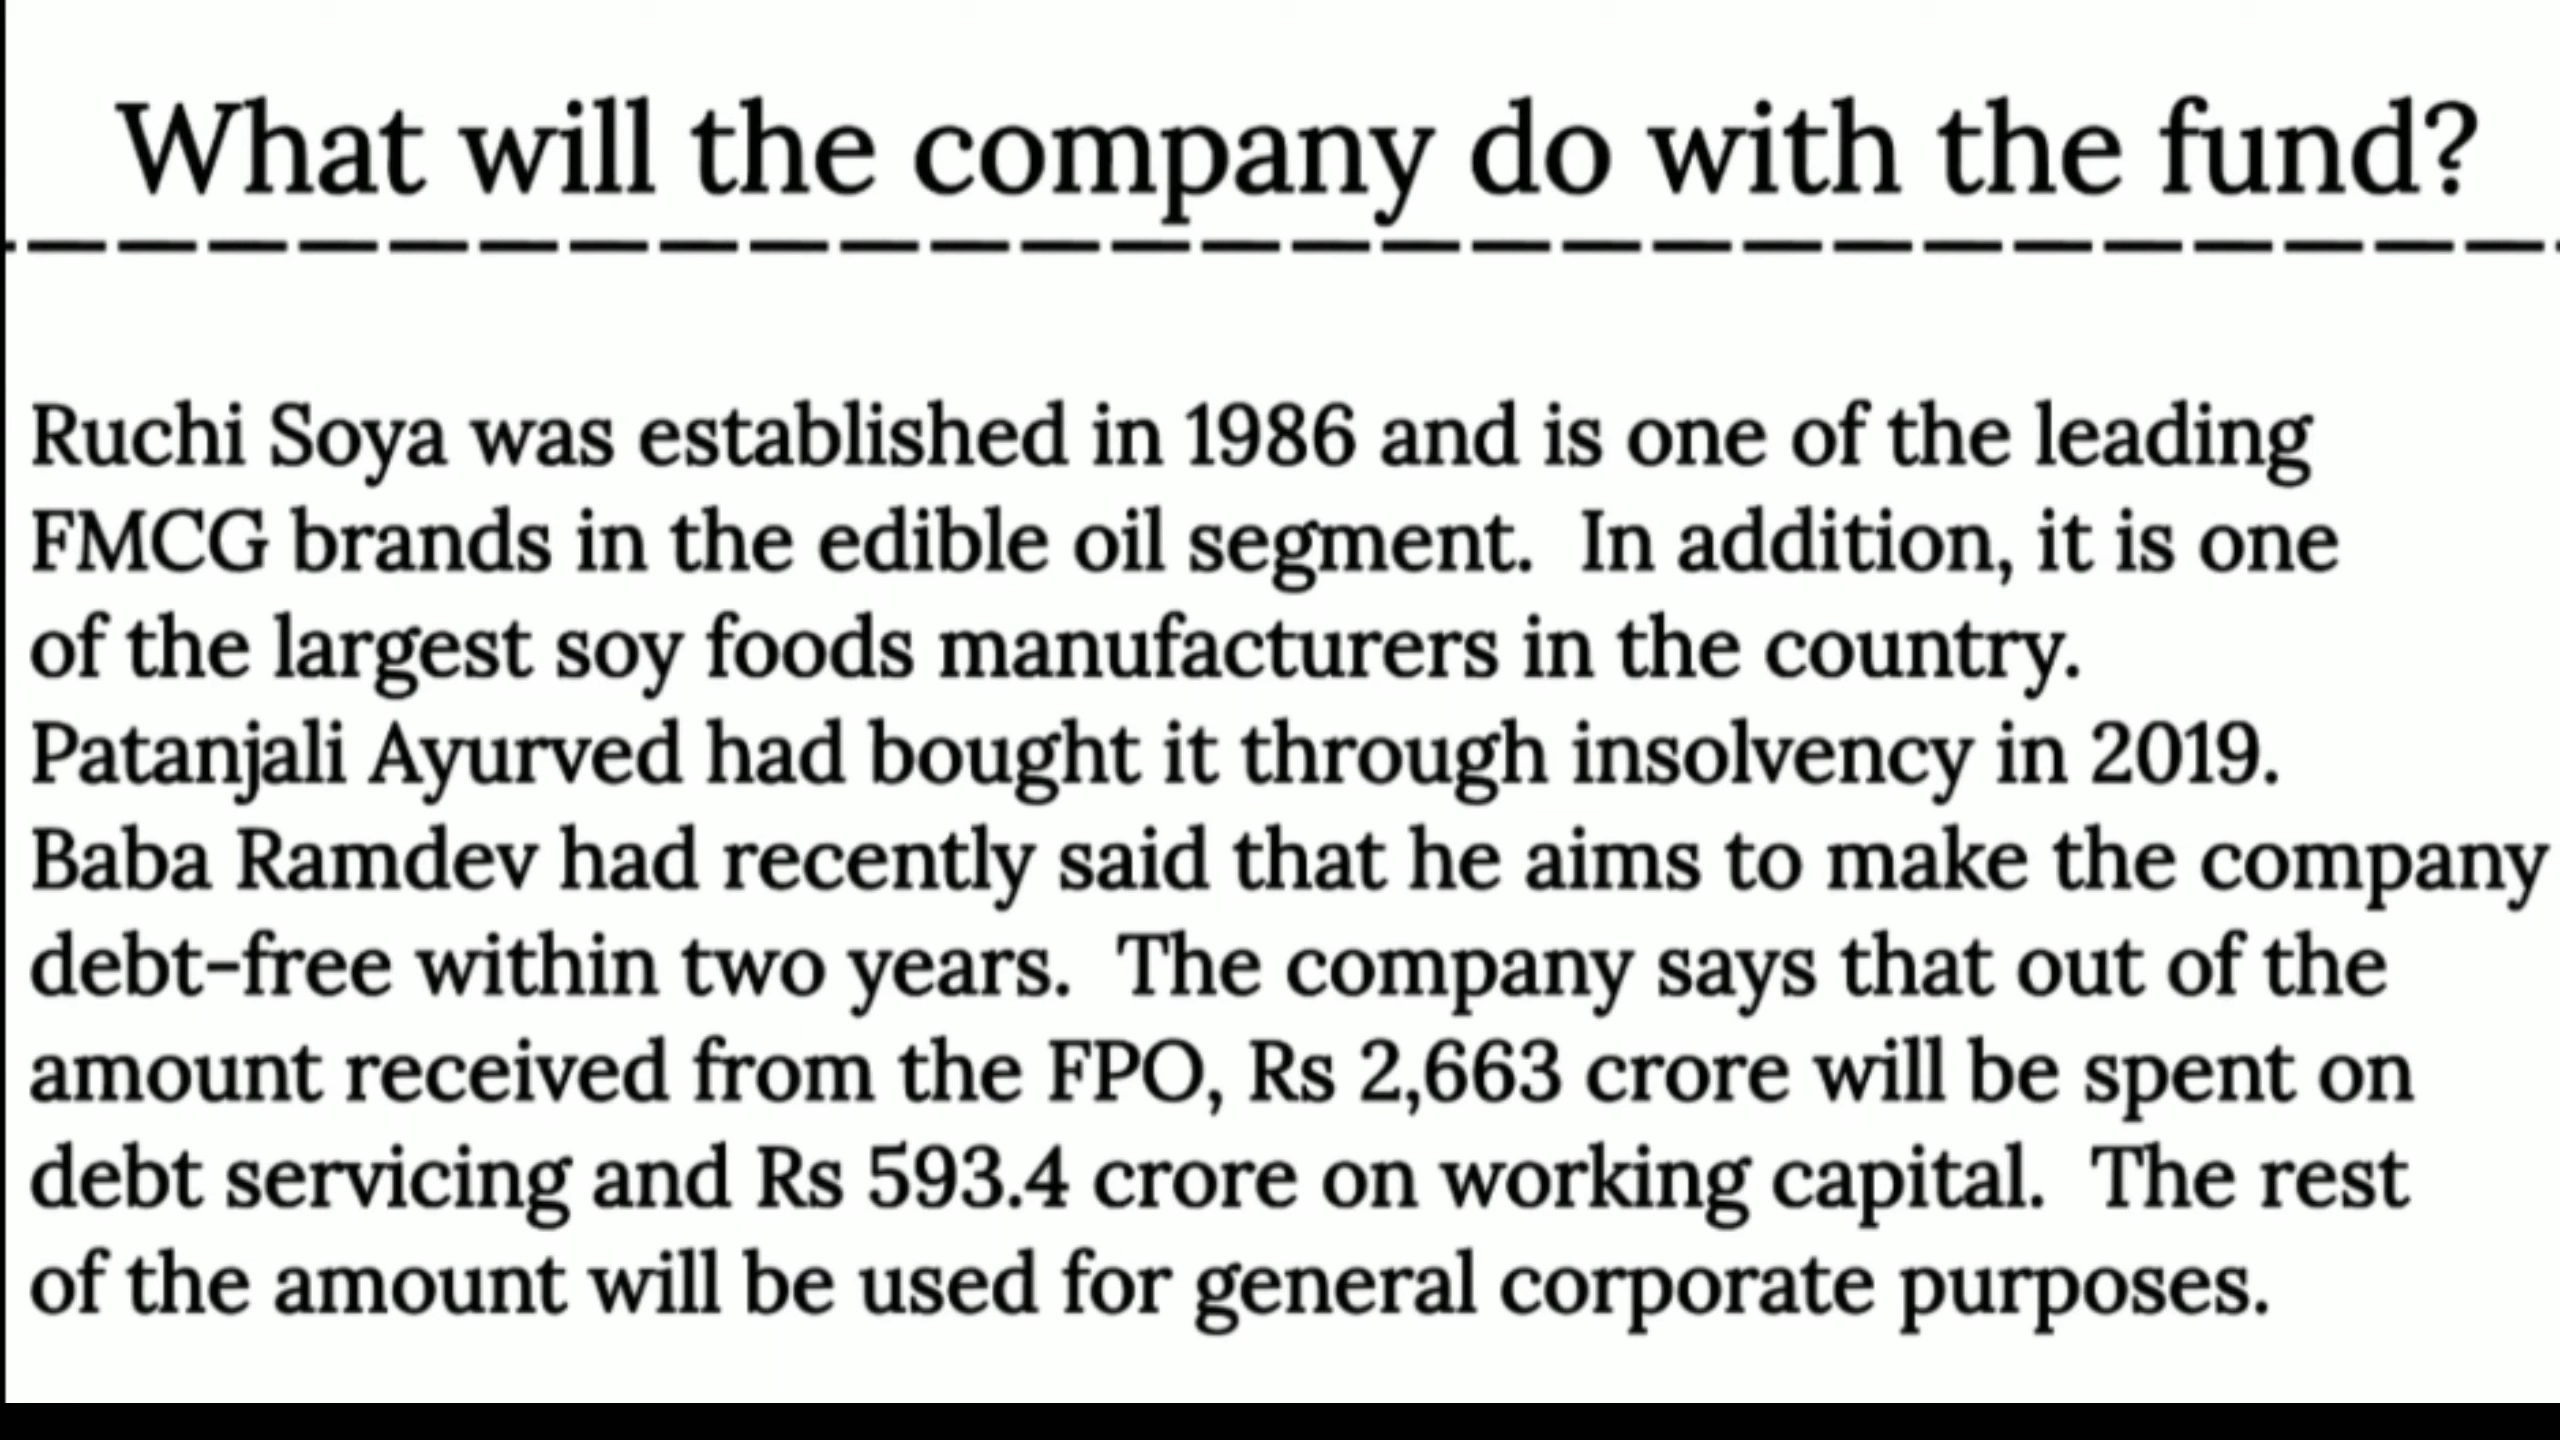 What will the company do with the fund?
Ruchi Soya was established in 1986 and is one of the leading
FMCG brands in the edible oil segment.  In addition, it is one
of the largest soy foods manufacturers in the country.
Patanjali Ayurved had bought it through insolvency in 2019.
Baba Ramdev had recently said that he aims to make the company
debt-free within two years.  The company says that out of the
amount received from the FPO, Rs 2,663 crore will be spent on
debt servicing and Rs 593.4 crore on working capital.  The rest
of the amount will be used for general corporate purposes.